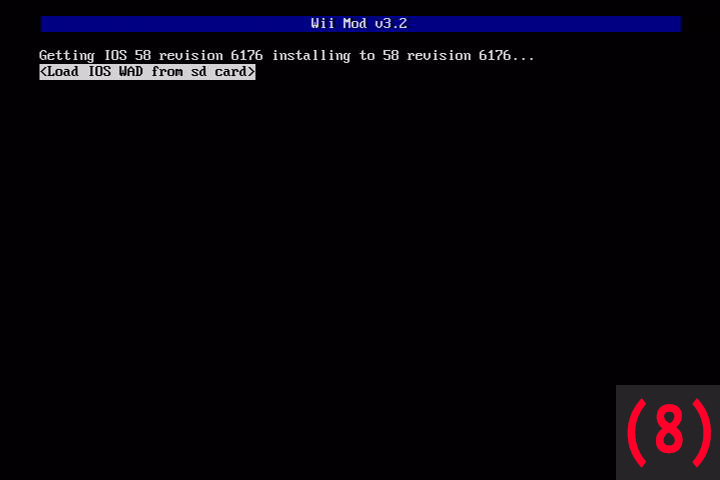 Wii Mod v3.2
Getting IOS 58 revision 6176 installing to 58 revision 6176...
<Load IOS WAD from sd card>
(8)